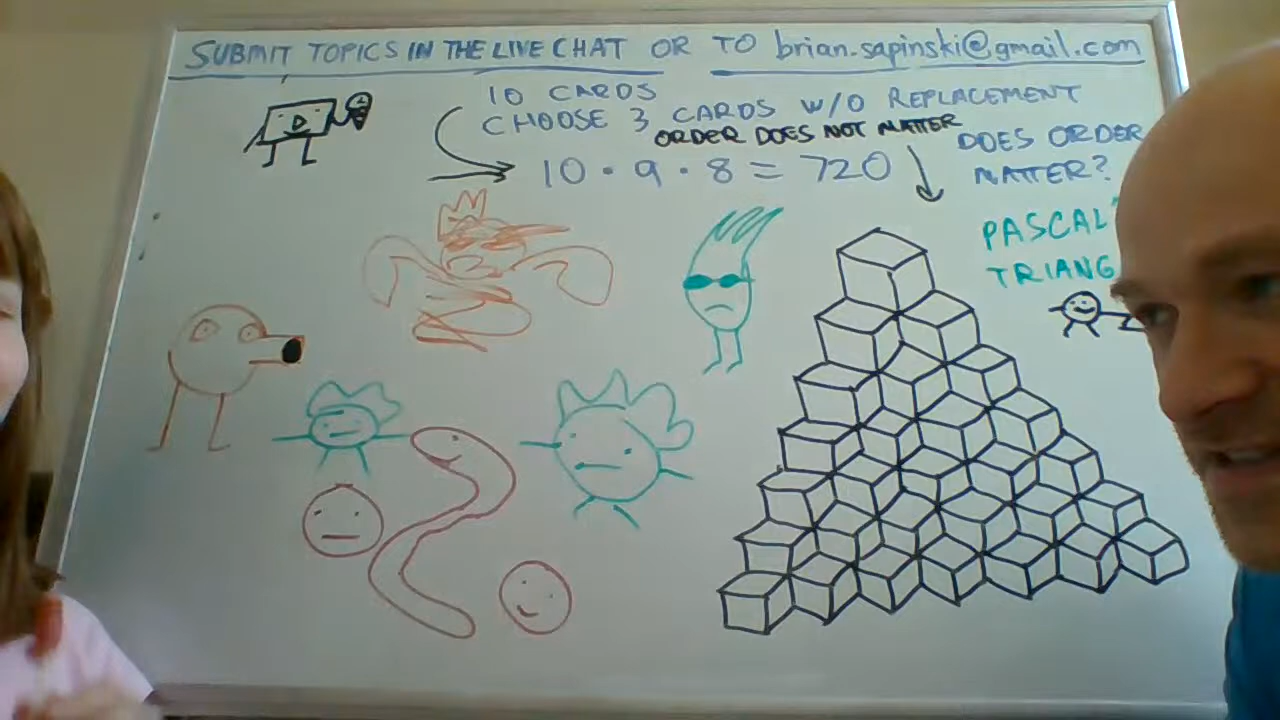 SUBMIT TOPICS IN THE LIVE CHAT OR TO brian.sapinski@gmail.com
10 CARDS
CHOOSE 3 CARDS W/O REPLACEMENT
ORDER DOES NOT MATTER
10 · 9 · 8 = 720
DOES ORDER
MATTER?
PASCAL'
TRIANG